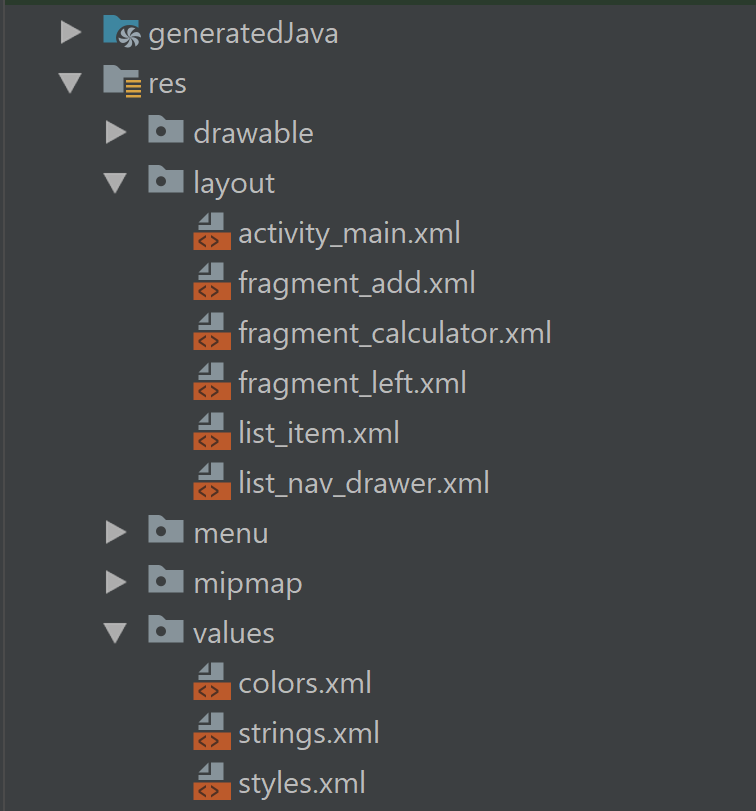 generatedJava
res
drawable
layout
activity_main.xml
fragment_add.xml
fragment_calculator.xml
fragment_left.xml
list_item.xml
list_nav_drawer.xml
menu
mipmap
values
colors.xml
strings.xml
styles.xml